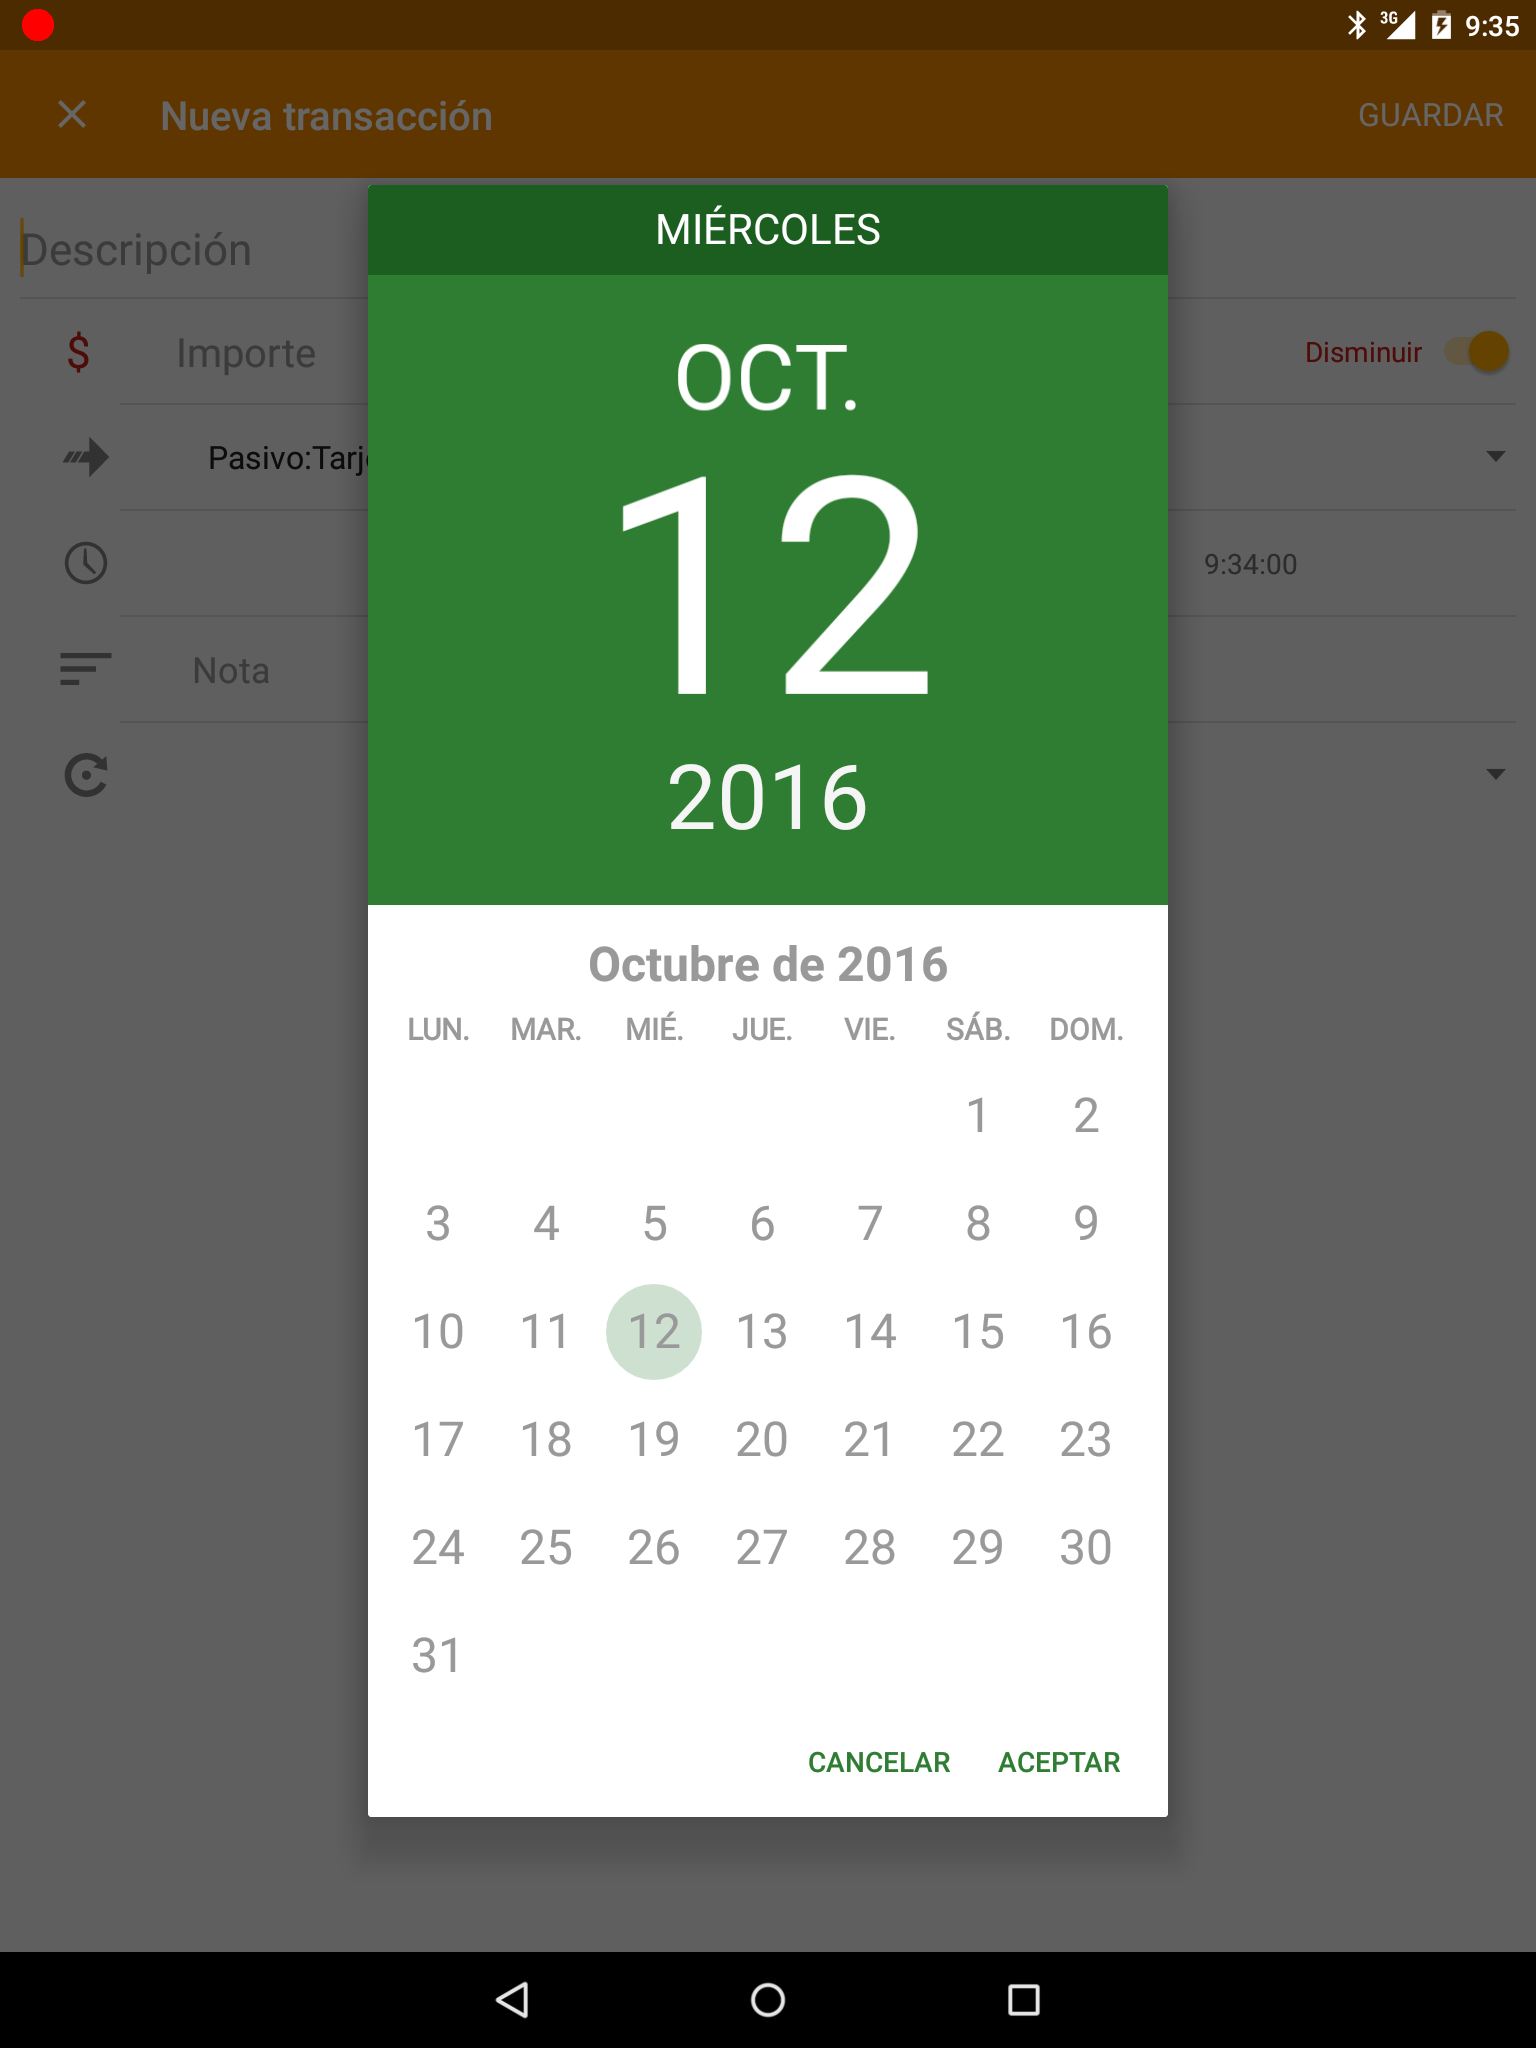 3G 9:35
Nueva transacción GUARDAR
MIÉRCOLES
Descripción
OCT.
$ Importe Disminuir
Pasivo:Tarj
12
9:34:00
Nota
2016
Octubre de 2016
LUN. MAR. MIÉ. JUE. VIE. SÁB. DOM.
1 2
3 4 5 6 7 8 9
10 11 12 13 14 15 16
17 18 19 20 21 22 23
24 25 26 27 28 29 30
31
CANCELAR ACEPTAR